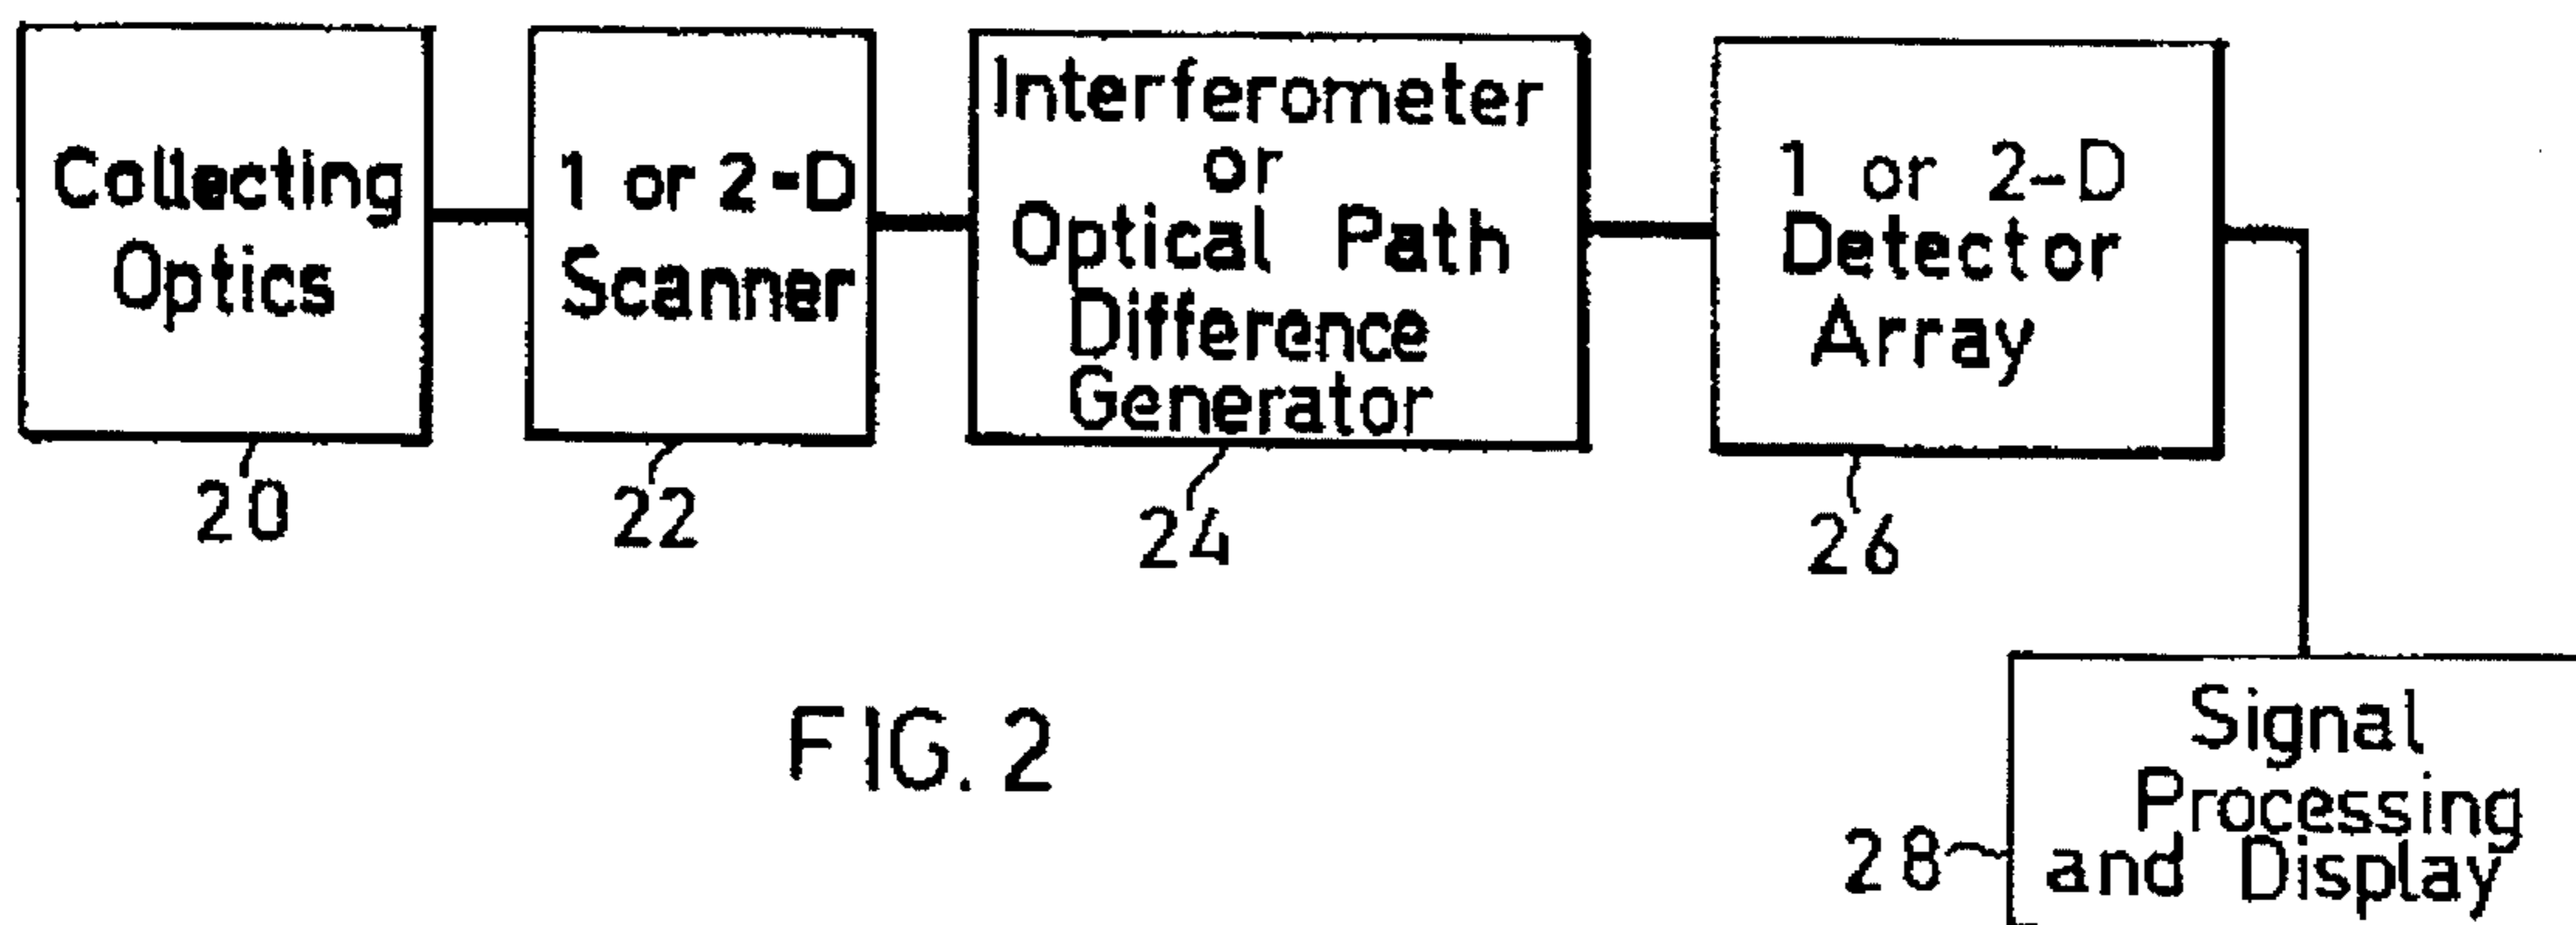 Collecting
Optics
20
1 or 2-D
Scanner
22
Interferometer
or
Optical Path
Difference
Generator
24
1 or 2-D
Detector
Array
26
Signal
Processing
and Display
28
FIG. 2